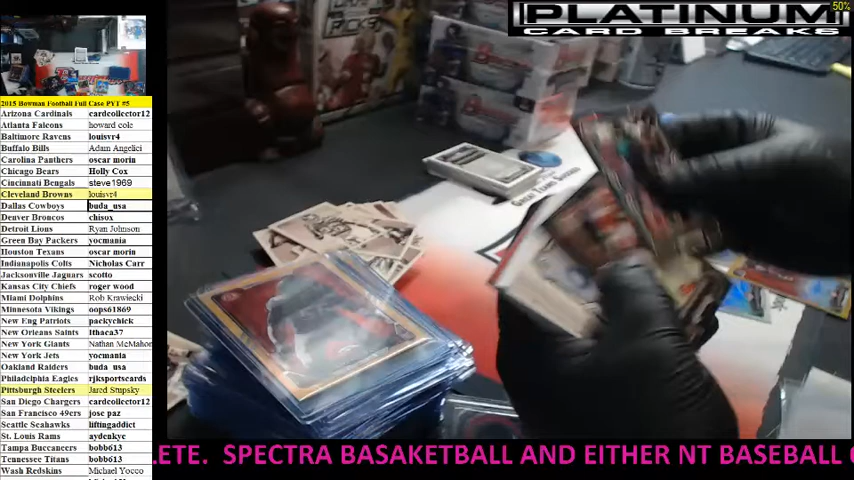 50%
PLATINUM
CARD BREAKS
2015 Bowman Football Full Case PYT #5
Arizona Cardinals cardcollector12
Atlanta Falcons howard cole
Baltimore Ravens louisvr4
Buffalo Bills Adam Angelici
Carolina Panthers oscar morin
Chicago Bears Holly Cox
Cincinnati Bengals steve1969
Cleveland Browns louisvr4
Dallas Cowboys buda_usa
Denver Broncos chisox
Detroit Lions Ryan Johnson
Green Bay Packers yocmania
Houston Texans oscar morin
Indianapolis Colts Nicholas Carr
Jacksonville Jaguars scotto
Kansas City Chiefs roger wood
Miami Dolphins Rob Krawiecki
Minnesota Vikings oops61869
New Eng Patriots packychick
New Orleans Saints Ithaca37
New York Giants Nathan McMahon
New York Jets yocmania
Oakland Raiders buda_usa
Philadelphia Eagles rjksportscards
Pittsburgh Steelers Jared Stupsky
San Diego Chargers cardcollector12
San Francisco 49ers jose paz
Seattle Seahawks liftingaddict
St. Louis Rams aydenkyc
Tampa Buccaneers bobb613
Tennessee Titans bobb613
Wash Redskins Michael Yocco
ETE. SPECTRA BASAKETBALL AND EITHER NT BASEBALL